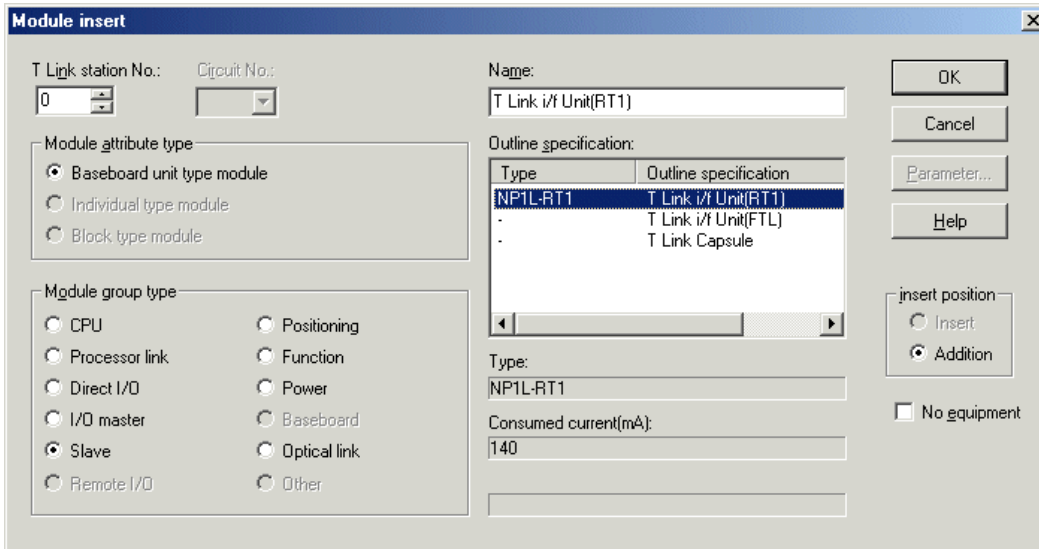 Module insert
T Link station No.:
Circuit No.:
0
Module attribute type
Baseboard unit type module
Individual type module
Block type module
Module group type
CPU
Positioning
Processor link
Function
Direct I/O
Power
I/O master
Baseboard
Slave
Optical link
Remote I/O
Other
Name:
T Link i/f Unit(RT1)
Outline specification:
Type Outline specification
NP1L-RT1 T Link i/f Unit(RT1)
- T Link i/f Unit(FTL)
- T Link Capsule
Type:
NP1L-RT1
Consumed current(mA):
140
OK
Cancel
Parameter...
Help
insert position
Insert
Addition
No equipment